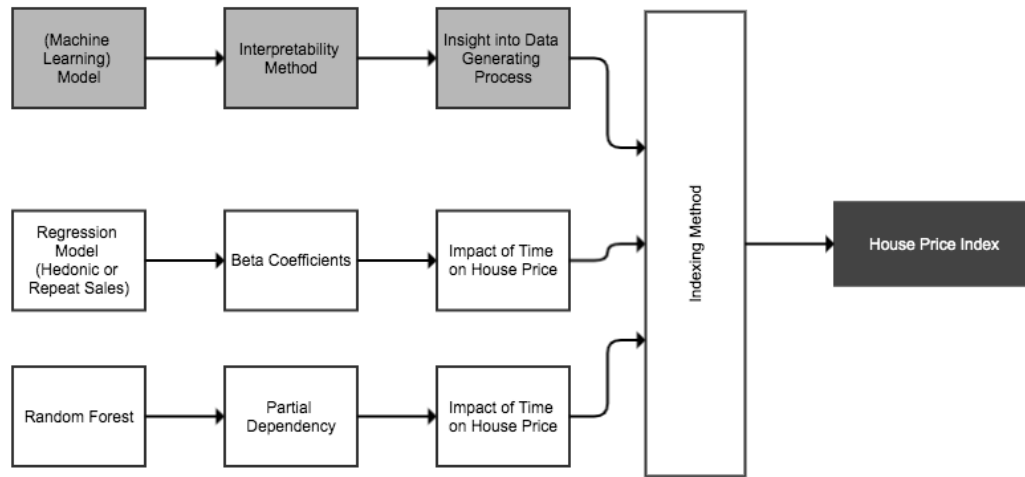 (Machine
Learning)
Model
Interpretability
Method
Insight into Data
Generating
Process
Regression
Model
(Hedonic or
Repeat Sales)
Beta Coefficients
Impact of Time
on House Price
Random Forest
Partial
Dependency
Impact of Time
on House Price
Indexing Method
House Price Index